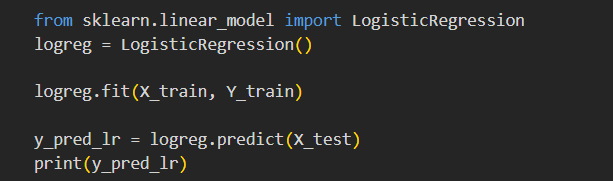 from sklearn.linear_model import LogisticRegression
logreg = LogisticRegression()
logreg.fit(X_train, Y_train)
y_pred_lr = logreg.predict(X_test)
print(y_pred_lr)